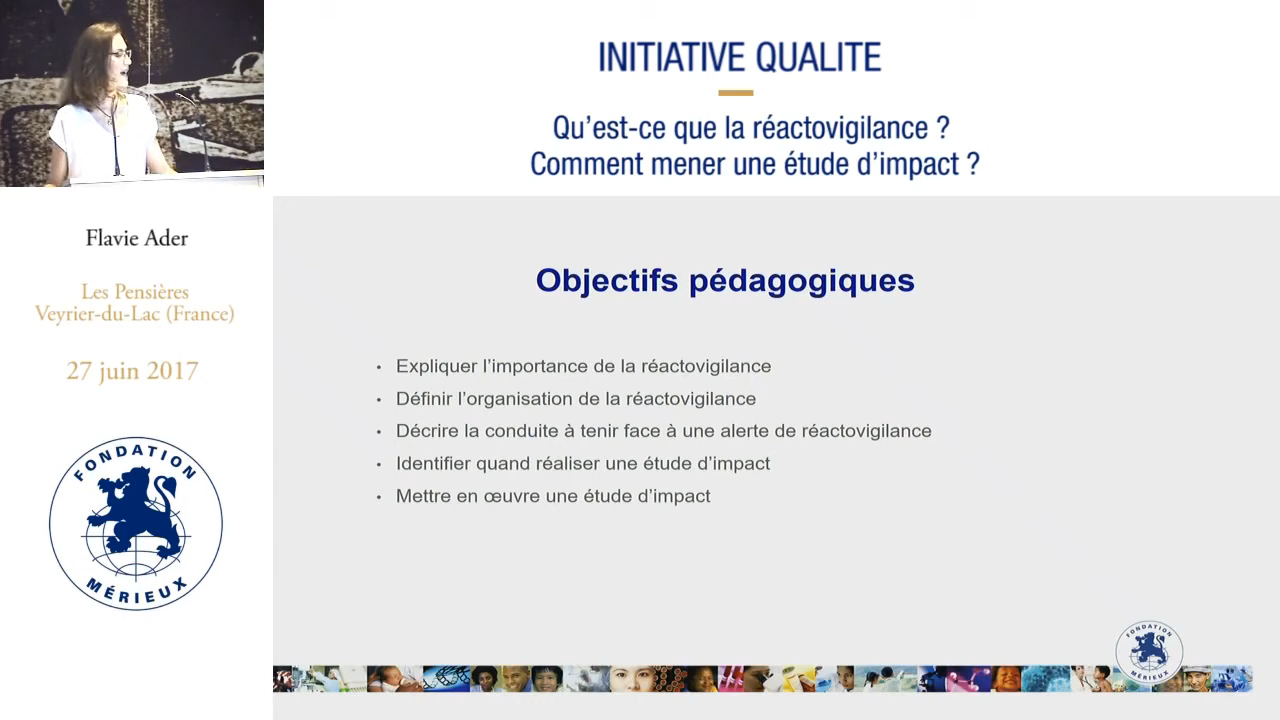 INITIATIVE QUALITE
Qu’est-ce que la réactovigilance ?
Comment mener une étude d’impact ?
Flavie Ader
Les Pensières
Veyrier-du-Lac (France)
27 juin 2017
FONDATION
MÉRIEUX
Objectifs pédagogiques
• Expliquer l’importance de la réactovigilance
• Définir l’organisation de la réactovigilance
• Décrire la conduite à tenir face à une alerte de réactovigilance
• Identifier quand réaliser une étude d’impact
• Mettre en œuvre une étude d’impact
FONDATION
MÉRIEUX